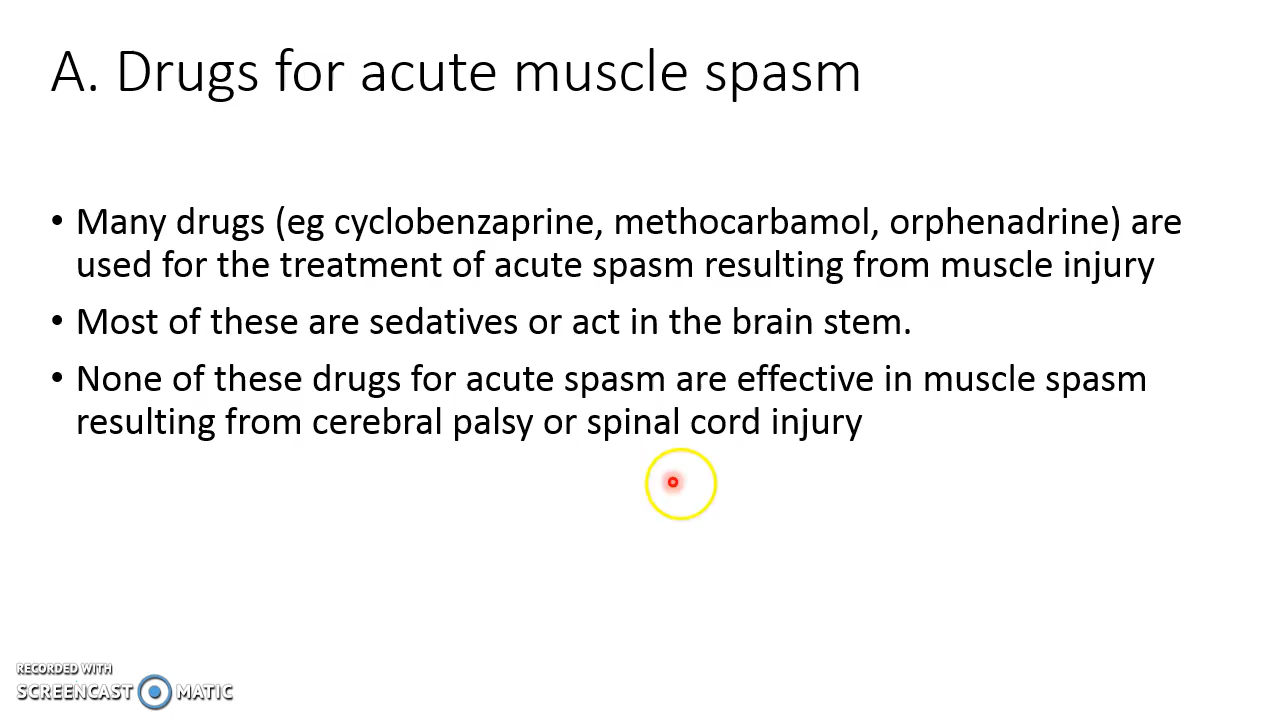 A. Drugs for acute muscle spasm
• Many drugs (eg cyclobenzaprine, methocarbamol, orphenadrine) are
used for the treatment of acute spasm resulting from muscle injury
• Most of these are sedatives or act in the brain stem.
• None of these drugs for acute spasm are effective in muscle spasm
resulting from cerebral palsy or spinal cord injury
RECORDED WITH
SCREENCAST MATIC